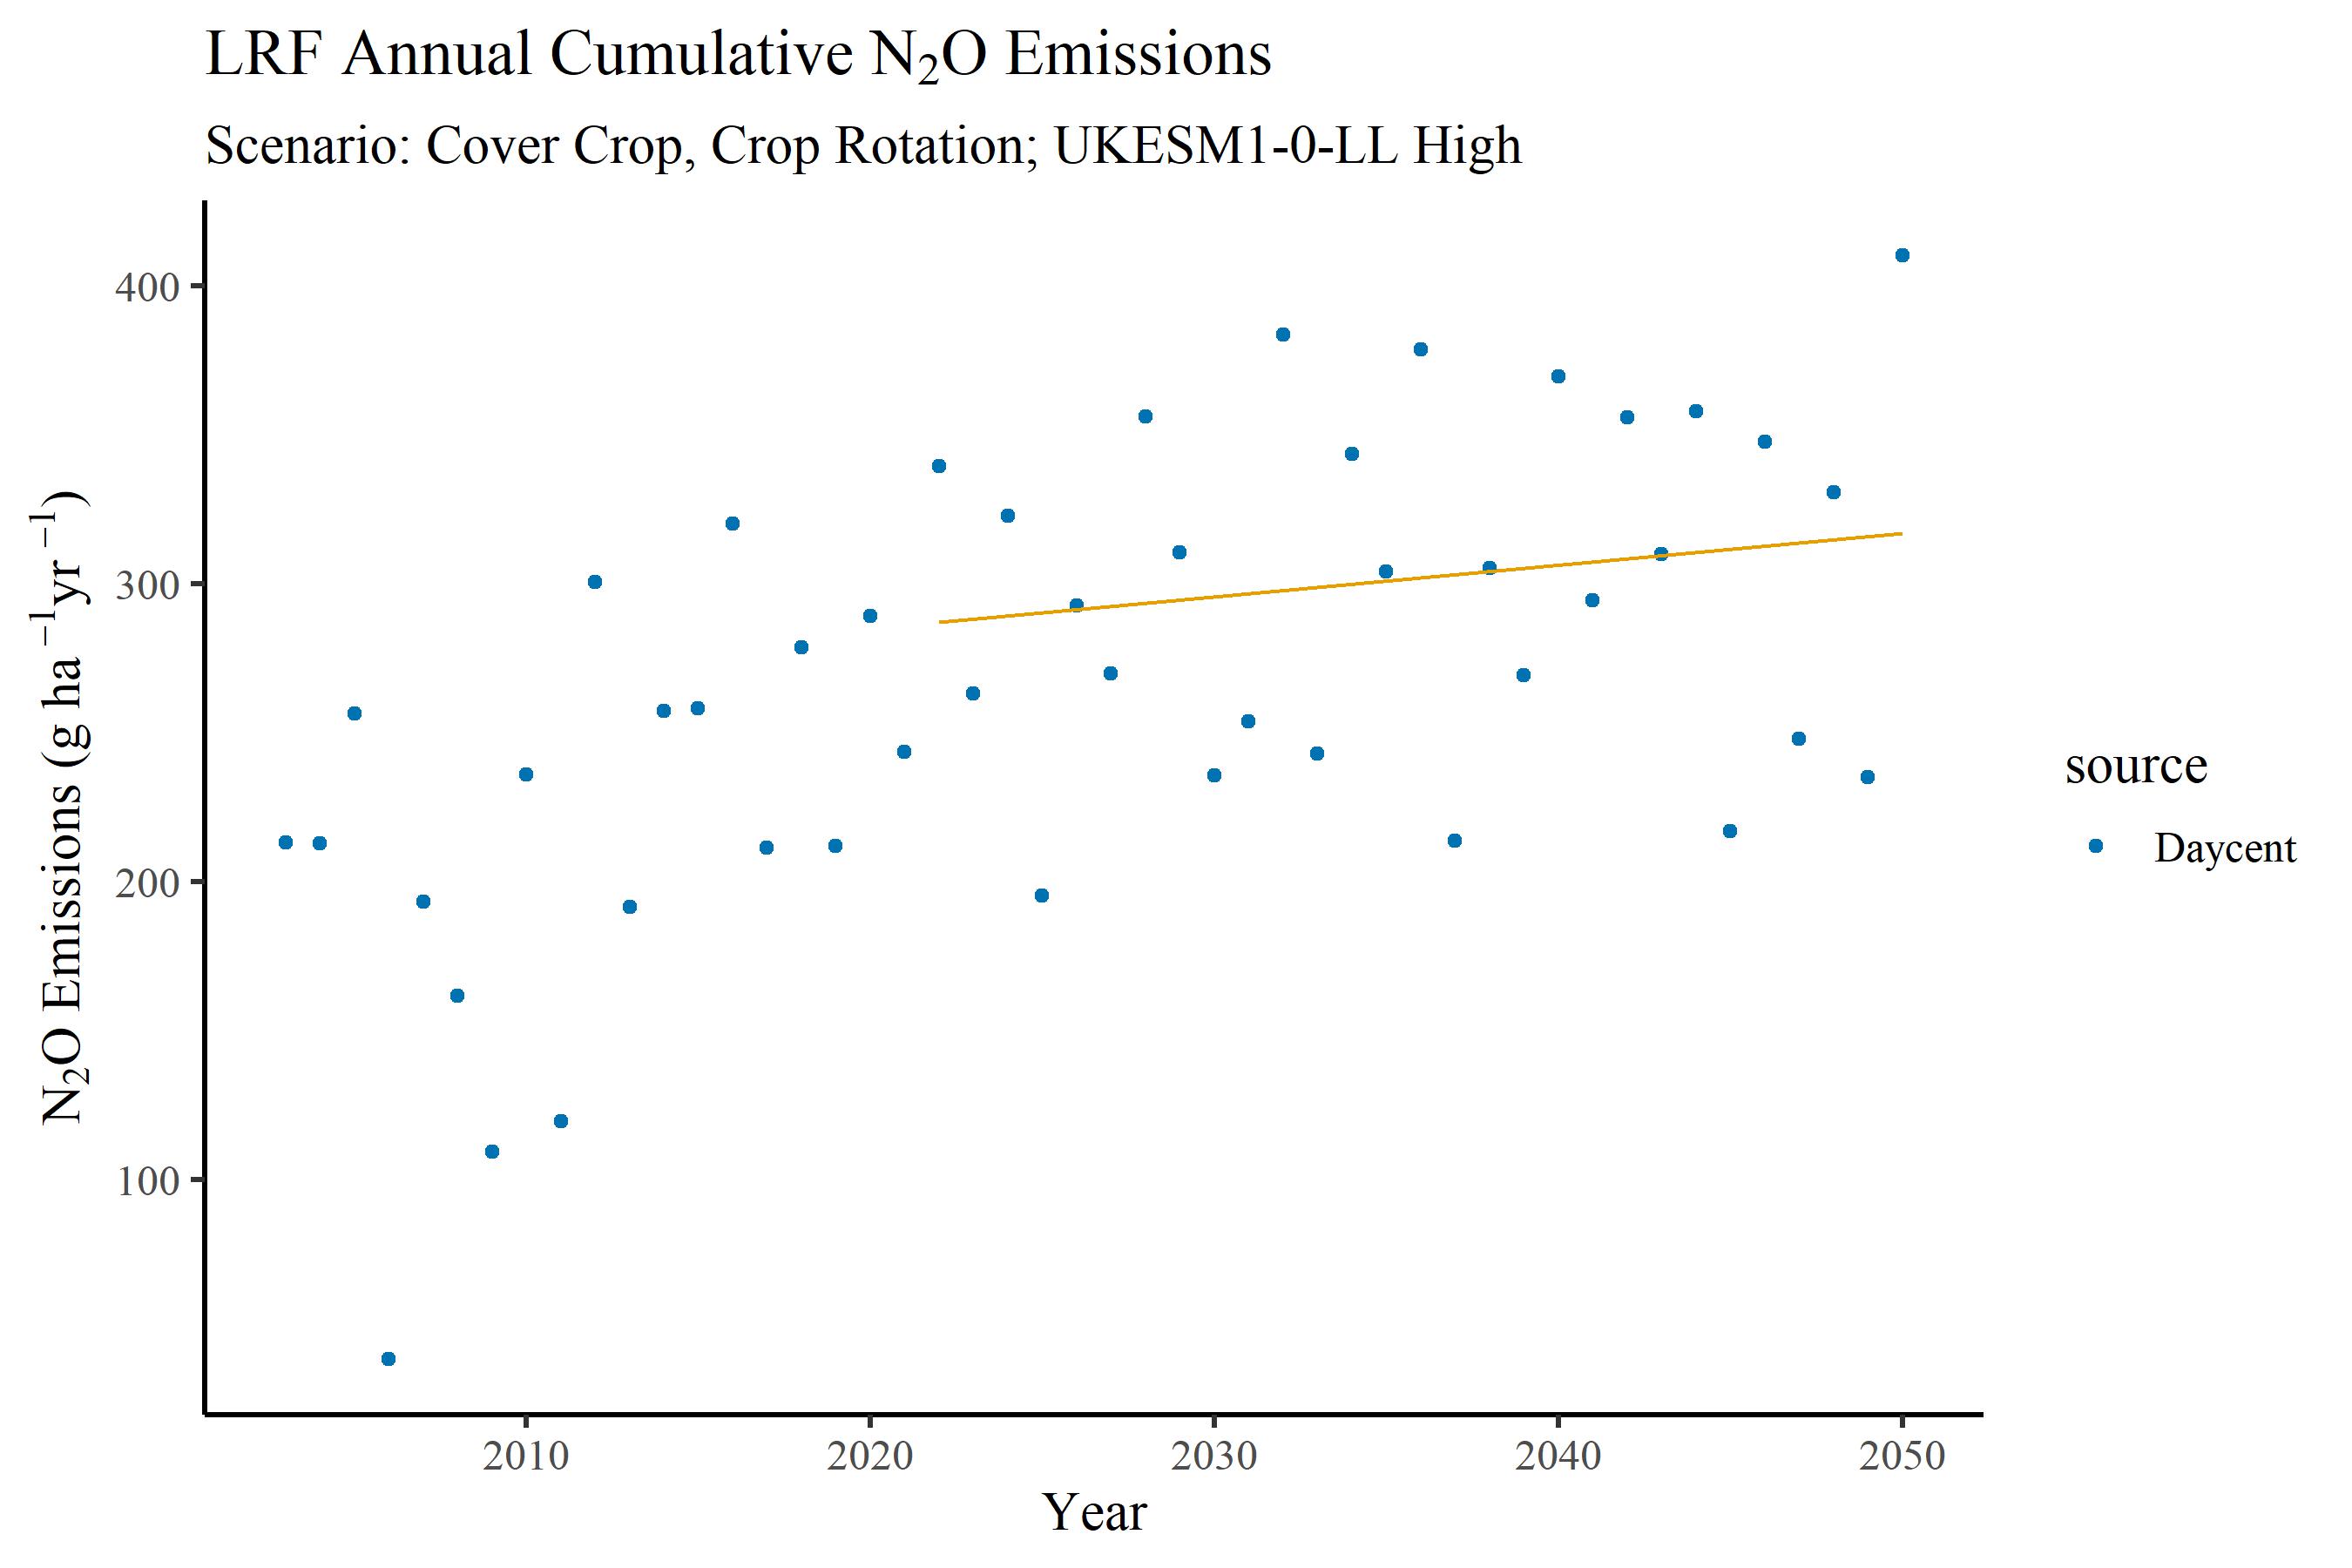 LRF Annual Cumulative N₂O Emissions
Scenario: Cover Crop, Crop Rotation; UKESM1-0-LL High
N₂O Emissions (g ha⁻¹yr⁻¹)
400
300
200
100
2010 2020 2030 2040 2050
Year
source
Daycent